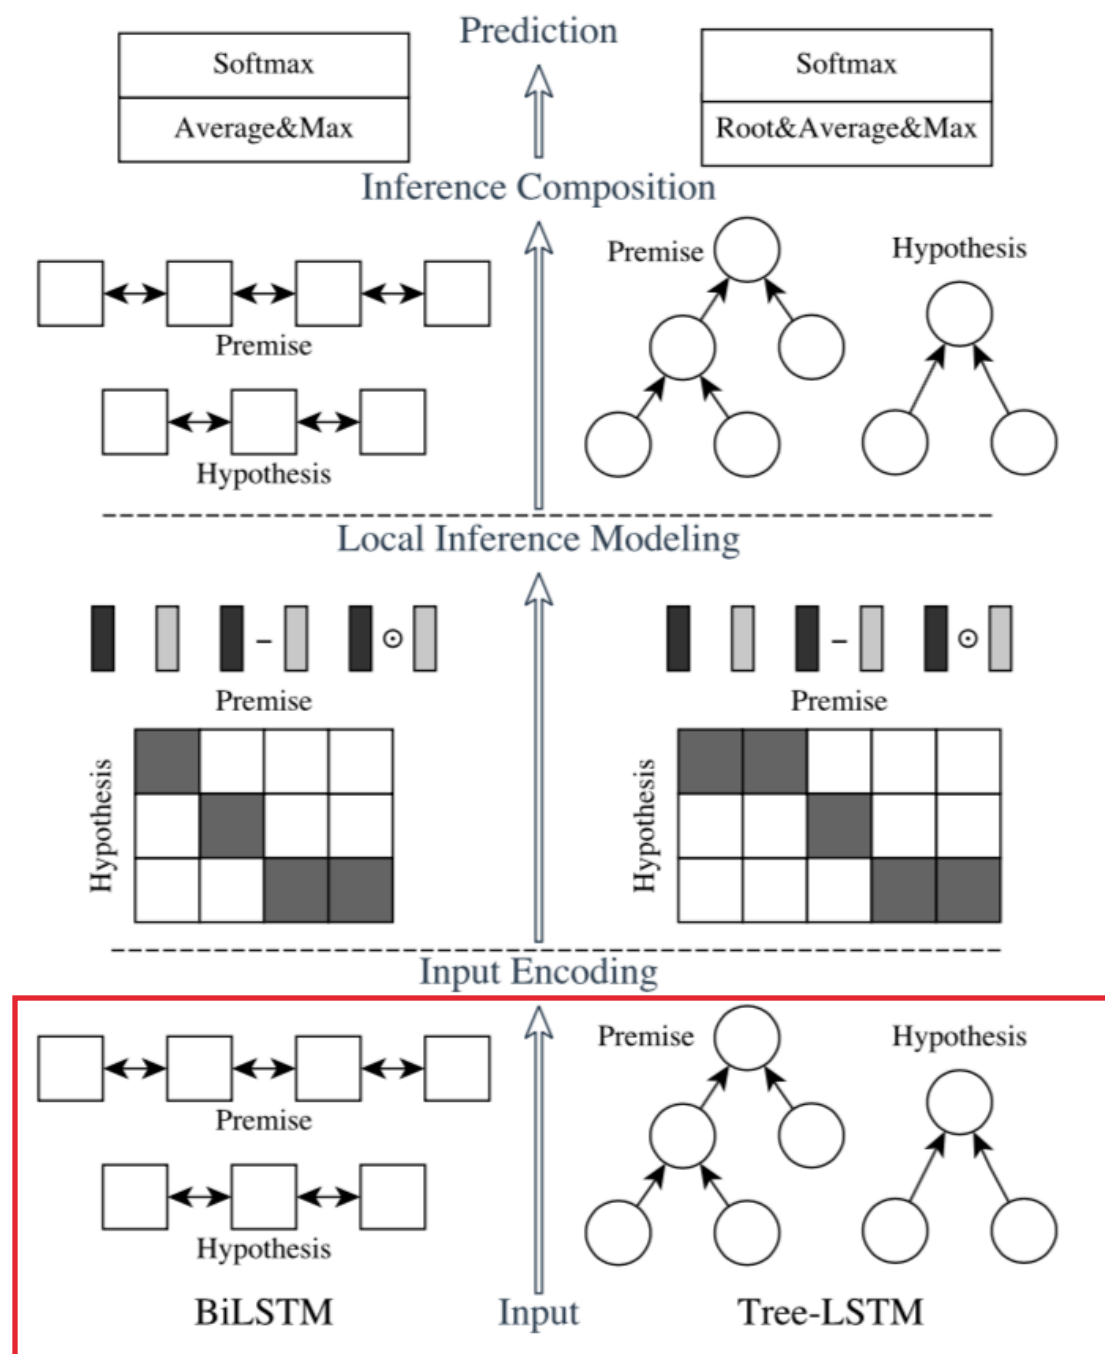 Prediction
Softmax
Average&Max
Softmax
Root&Average&Max
Inference Composition
Premise
Hypothesis
Premise
Hypothesis
Local Inference Modeling
– ⊙
Premise
Hypothesis
– ⊙
Premise
Hypothesis
Input Encoding
Premise
Hypothesis
Premise
Hypothesis
BiLSTM
Input
Tree-LSTM